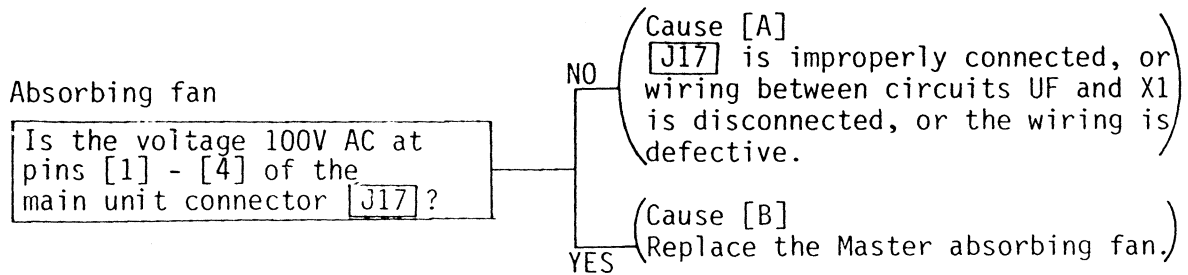 Absorbing fan
Is the voltage 100V AC at
pins [1] - [4] of the
main unit connector J17 ?
NO
Cause [A]
J17 is improperly connected, or
wiring between circuits UF and X1
is disconnected, or the wiring is
defective.
YES
Cause [B]
Replace the Master absorbing fan.